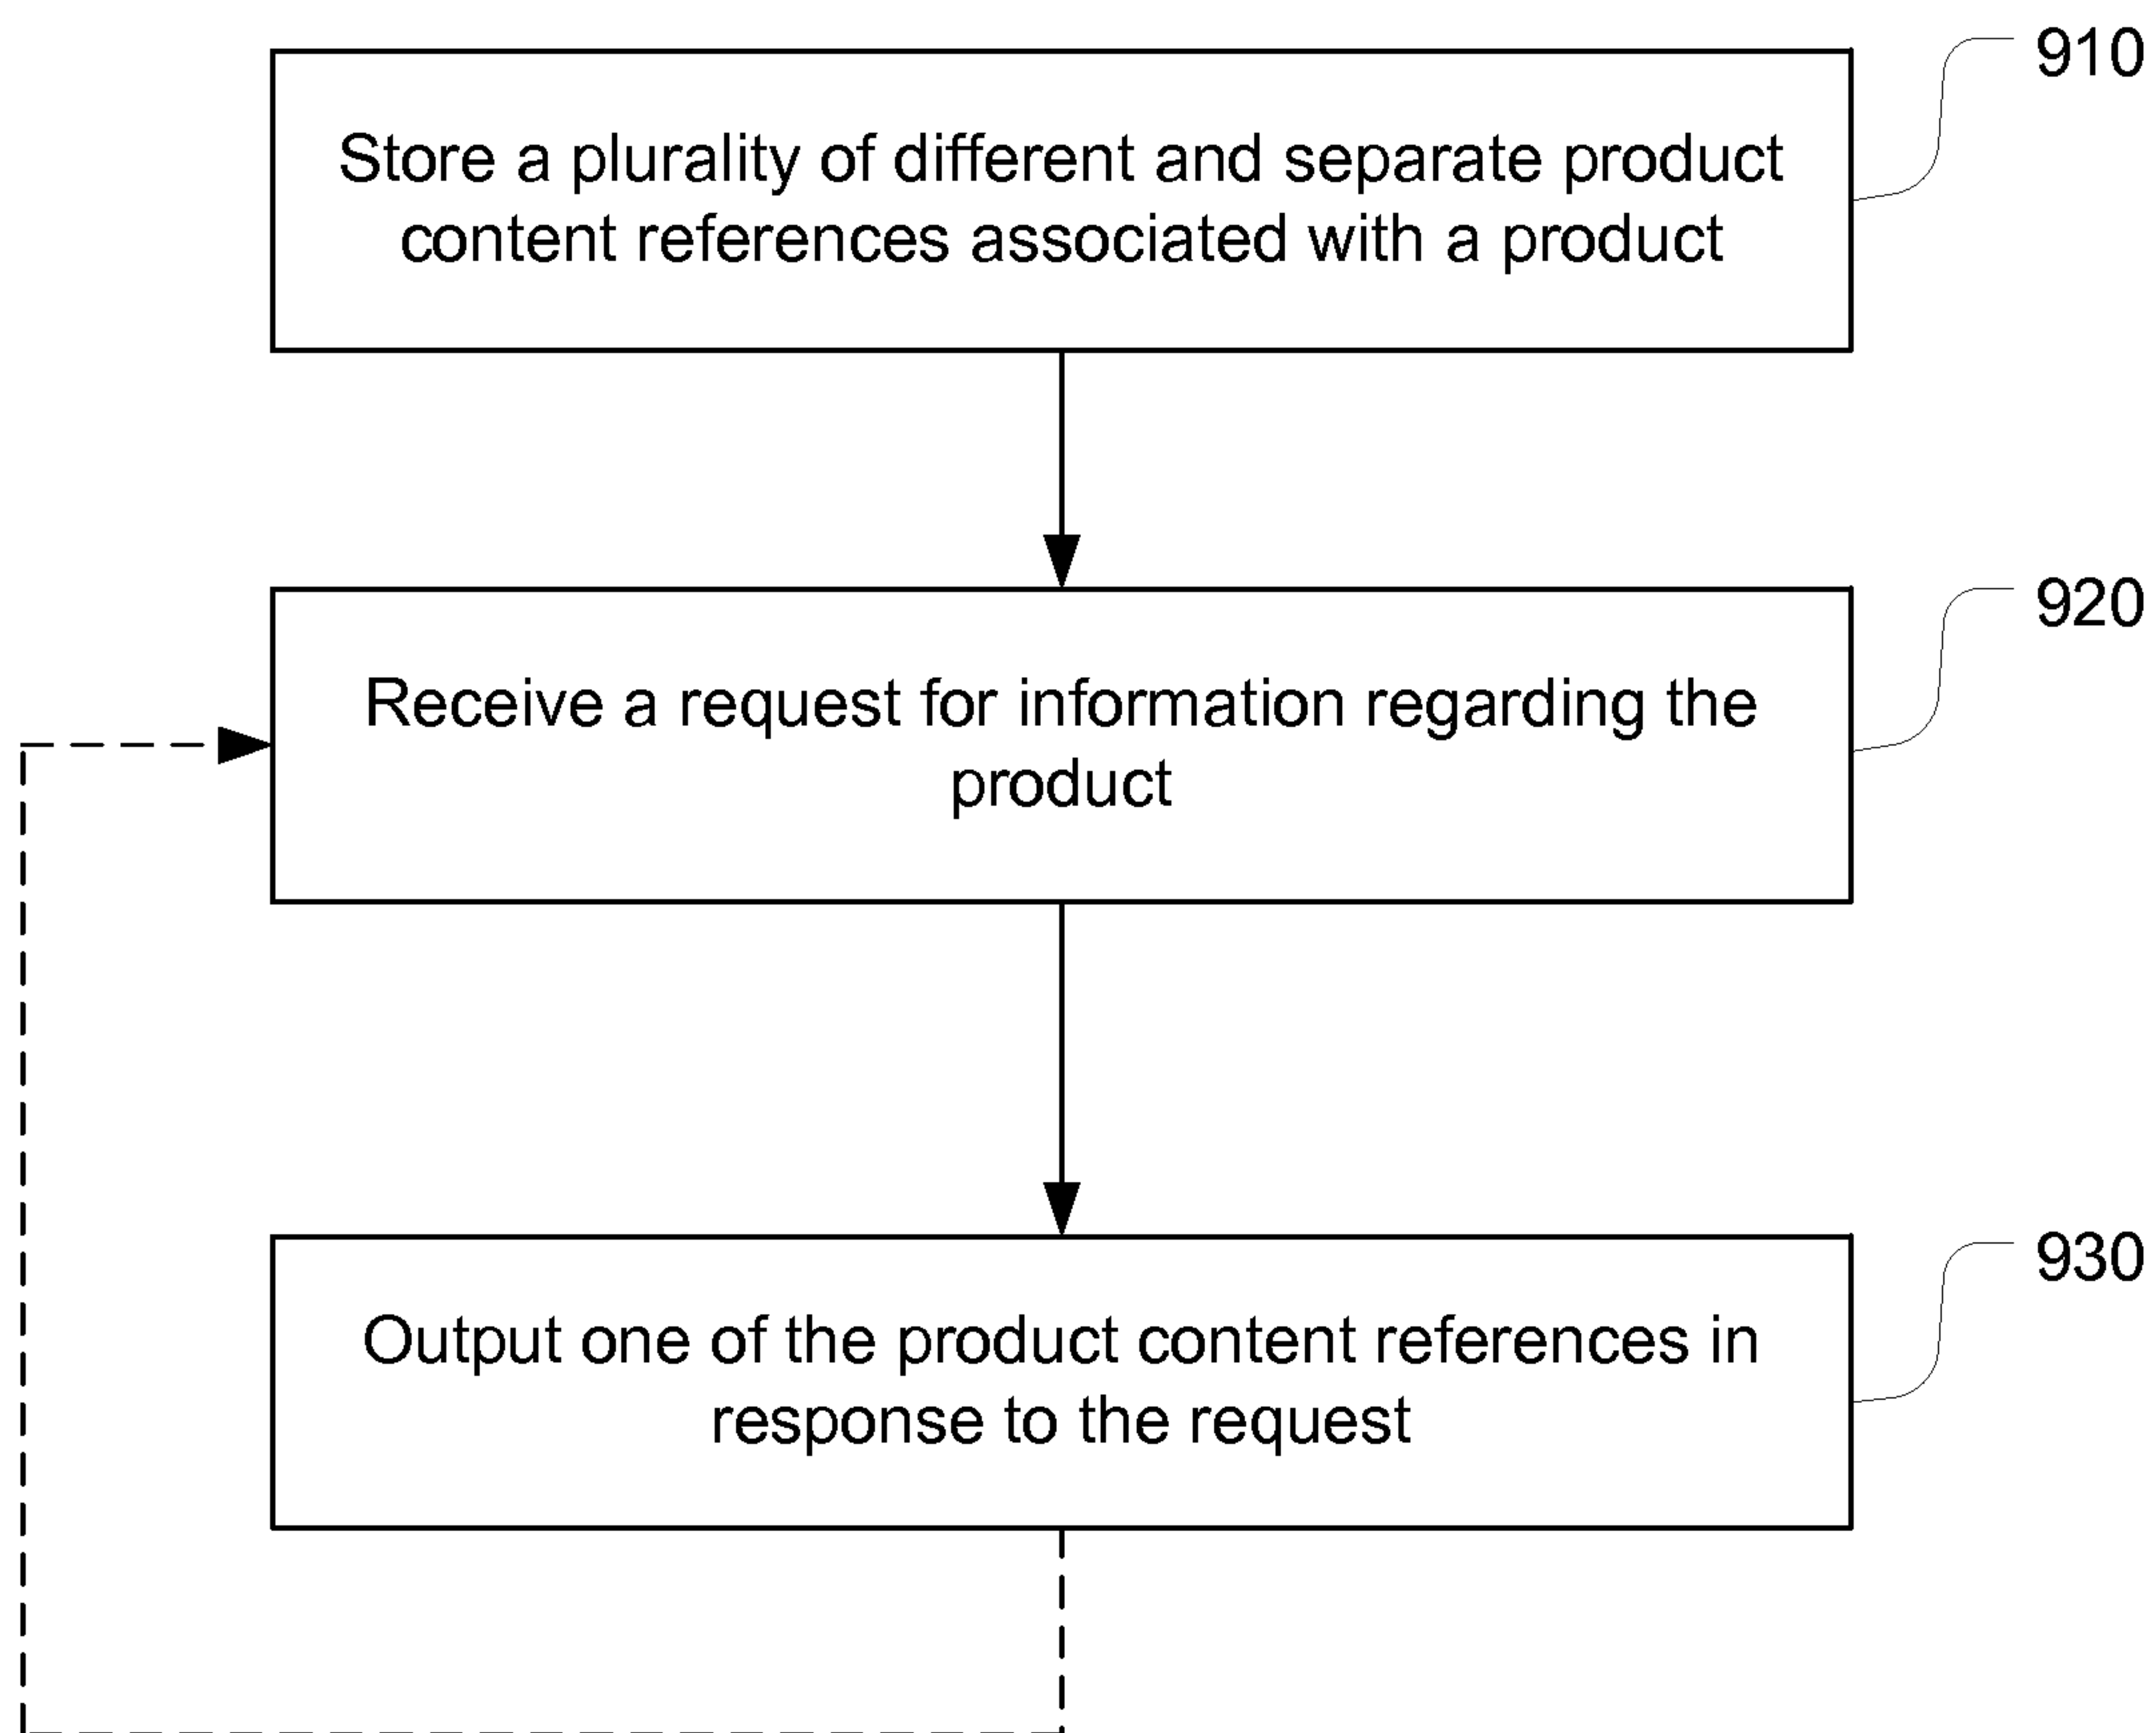 910
Store a plurality of different and separate product
content references associated with a product
920
Receive a request for information regarding the
product
930
Output one of the product content references in
response to the request